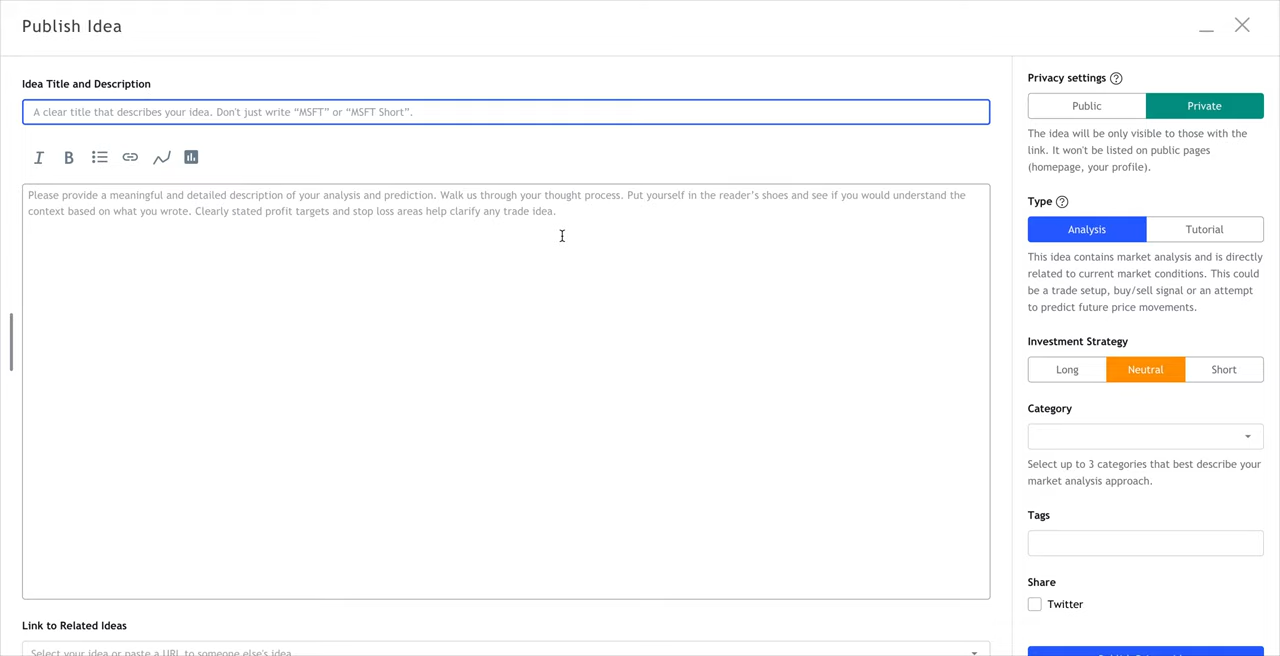 Publish Idea
Idea Title and Description
A clear title that describes your idea. Don't just write “MSFT” or “MSFT Short”.
I B
Please provide a meaningful and detailed description of your analysis and prediction. Walk us through your thought process. Put yourself in the reader’s shoes and see if you would understand the
context based on what you wrote. Clearly stated profit targets and stop loss areas help clarify any trade idea.
Link to Related Ideas
Select your idea or paste a URL to someone else's idea
Privacy settings ?
Public Private
The idea will be only visible to those with the
link. It won't be listed on public pages
(homepage, your profile).
Type ?
Analysis Tutorial
This idea contains market analysis and is directly
related to current market conditions. This could
be a trade setup, buy/sell signal or an attempt
to predict future price movements.
Investment Strategy
Long Neutral Short
Category
Select up to 3 categories that best describe your
market analysis approach.
Tags
Share
Twitter